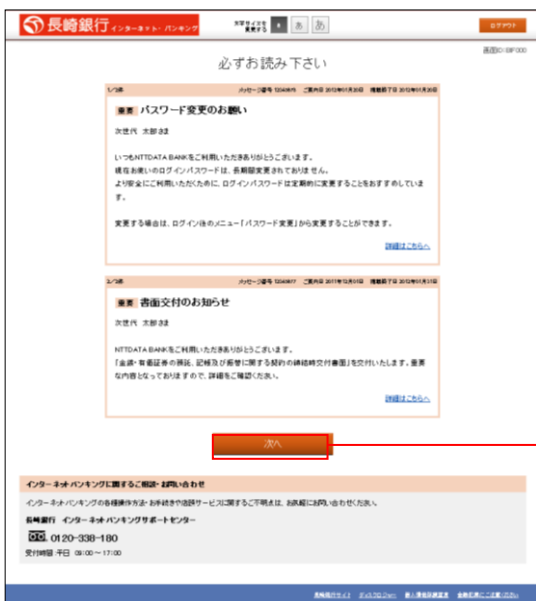 長崎銀行 インターネット・バンキング
文字サイズを
変更する
あ あ
ログアウト
画面ID:IBF000
必ずお読み下さい
重要 パスワード変更のお願い
次世代 太郎さま
いつもNTTDATA BANKをご利用いただきありがとうございます。
現在お使いのログインパスワードは、長期間変更されておりません。
より安全にご利用いただくために、ログインパスワードは定期的に変更することをおすすめしていま
す。
変更する場合は、ログイン後のメニュー「パスワード変更」から変更することができます。
詳細はこちらへ
重要 書面交付のお知らせ
次世代 太郎さま
NTTDATA BANKをご利用いただきありがとうございます。
「金銭・有価証券の預託、記帳及び振替に関する契約の締結時交付書面」を交付いたします。重要
な内容となっておりますので、詳細をご確認ください。
詳細はこちらへ
次へ
インターネットバンキングに関するご相談・お問い合わせ
インターネットバンキングの各種操作方法・お手続きや店頭サービスに関するご不明点は、お気軽にお問い合わせください。
長崎銀行 インターネットバンキングサポートセンター
0120-338-180
受付時間:平日 09:00～17:00